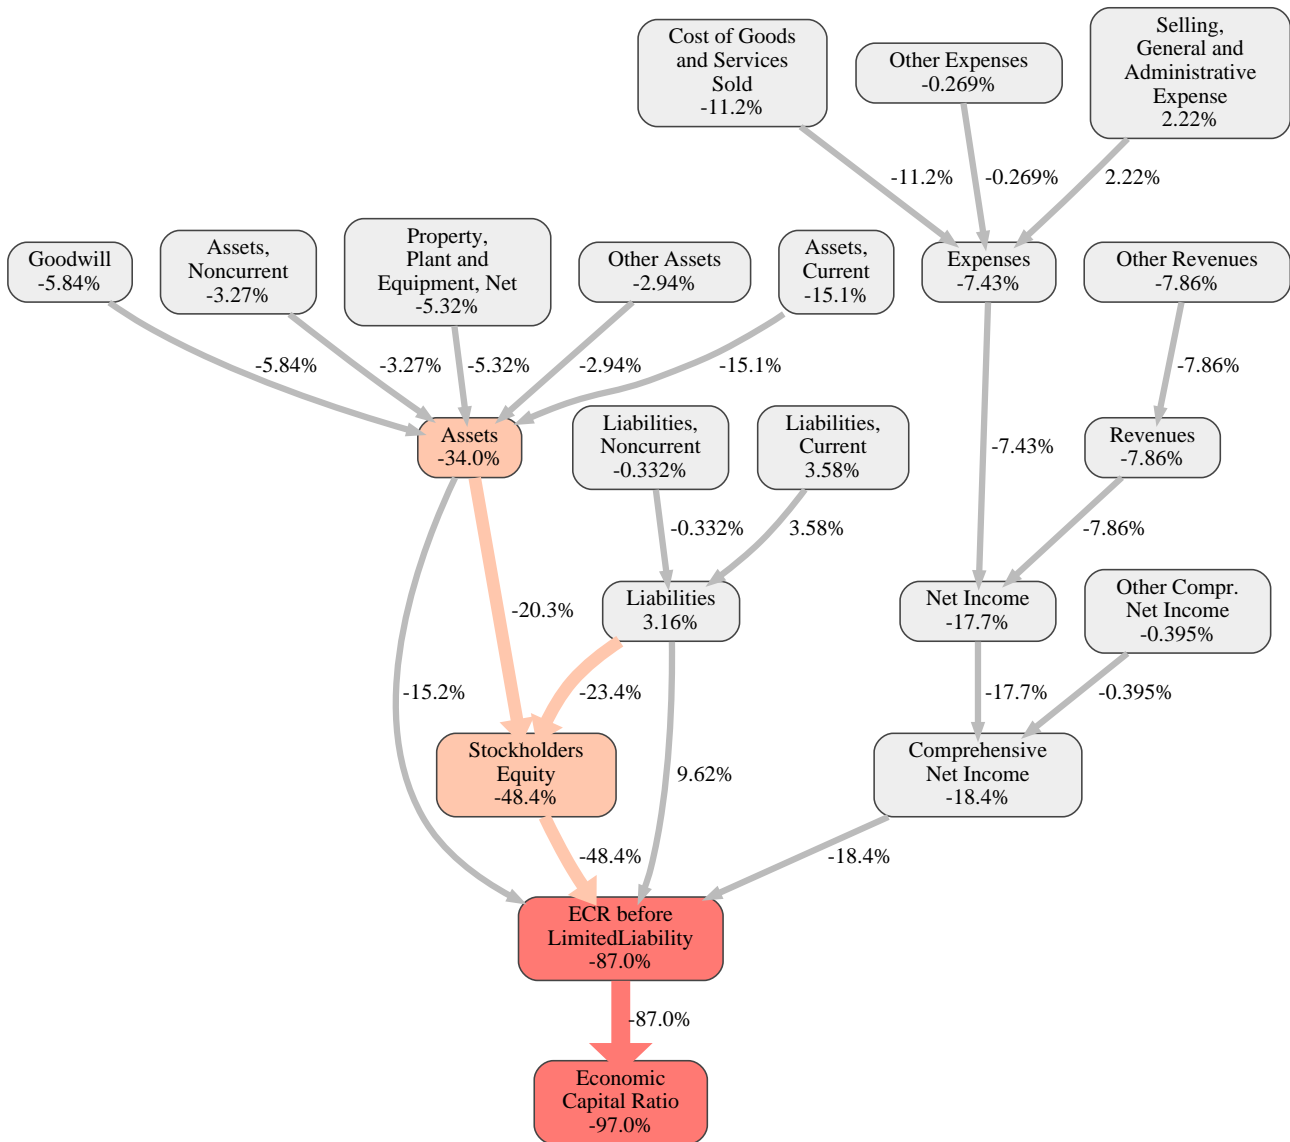 Cost of Goods
and Services
Sold
-11.2%
Other Expenses
-0.269%
Selling,
General and
Administrative
Expense
2.22%
-11.2%
-0.269%
2.22%
Goodwill
-5.84%
Assets,
Noncurrent
-3.27%
Property,
Plant and
Equipment, Net
-5.32%
Other Assets
-2.94%
Assets,
Current
-15.1%
Expenses
-7.43%
Other Revenues
-7.86%
-5.84%
-3.27%
-5.32%
-2.94%
-15.1%
-7.86%
Assets
-34.0%
Liabilities,
Noncurrent
-0.332%
Liabilities,
Current
3.58%
-7.43%
Revenues
-7.86%
-0.332%
3.58%
-7.86%
-20.3%
Liabilities
3.16%
Net Income
-17.7%
Other Compr.
Net Income
-0.395%
-15.2%
-23.4%
-17.7%
-0.395%
Stockholders
Equity
-48.4%
9.62%
Comprehensive
Net Income
-18.4%
-48.4%
-18.4%
ECR before
LimitedLiability
-87.0%
-87.0%
Economic
Capital Ratio
-97.0%